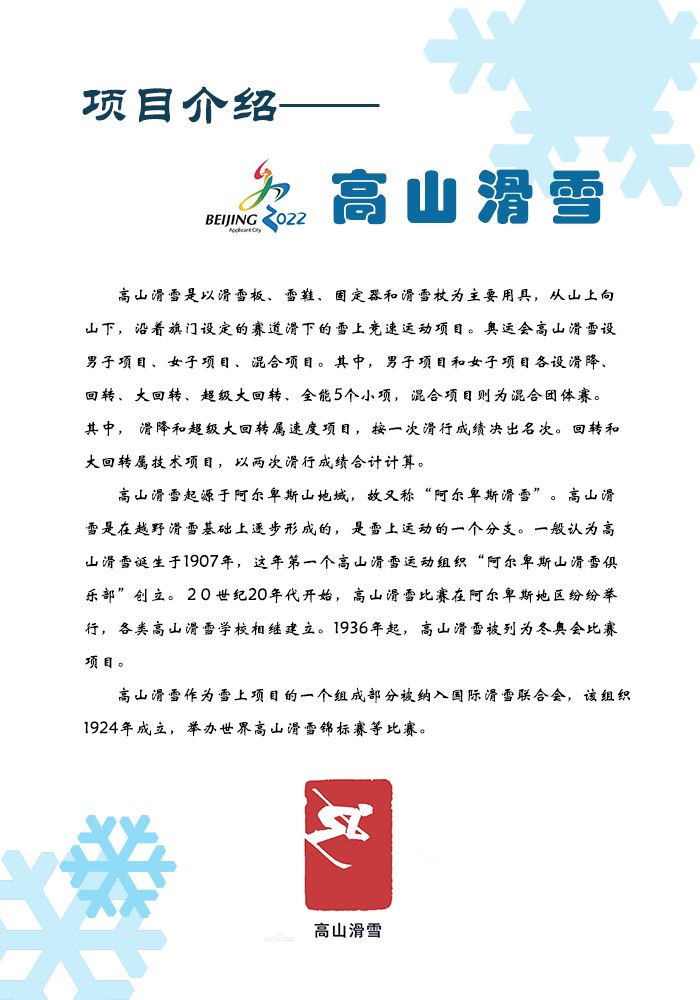 项目介绍——
BEIJING 2022
Applicant City
高山滑雪
高山滑雪是以滑雪板、雪鞋、固定器和滑雪杖为主要用具，从山上向
山下，沿着旗门设定的赛道滑下的雪上竞速运动项目。奥运会高山滑雪设
男子项目、女子项目、混合项目。其中，男子项目和女子项目各设滑降、
回转、大回转、超级大回转、全能5个小项，混合项目则为混合团体赛。
其中， 滑降和超级大回转属速度项目，按一次滑行成绩决出名次。回转和
大回转属技术项目，以两次滑行成绩合计计算。
高山滑雪起源于阿尔卑斯山地域，故又称“阿尔卑斯滑雪”。高山滑
雪是在越野滑雪基础上逐步形成的，是雪上运动的一个分支。一般认为高
山滑雪诞生于1907年，这年第一个高山滑雪运动组织“阿尔卑斯山滑雪俱
乐部”创立。２０世纪20年代开始，高山滑雪比赛在阿尔卑斯地区纷纷举
行，各类高山滑雪学校相继建立。1936年起，高山滑雪被列为冬奥会比赛
项目。
高山滑雪作为雪上项目的一个组成部分被纳入国际滑雪联合会，该组织
1924年成立，举办世界高山滑雪锦标赛等比赛。
高山滑雪